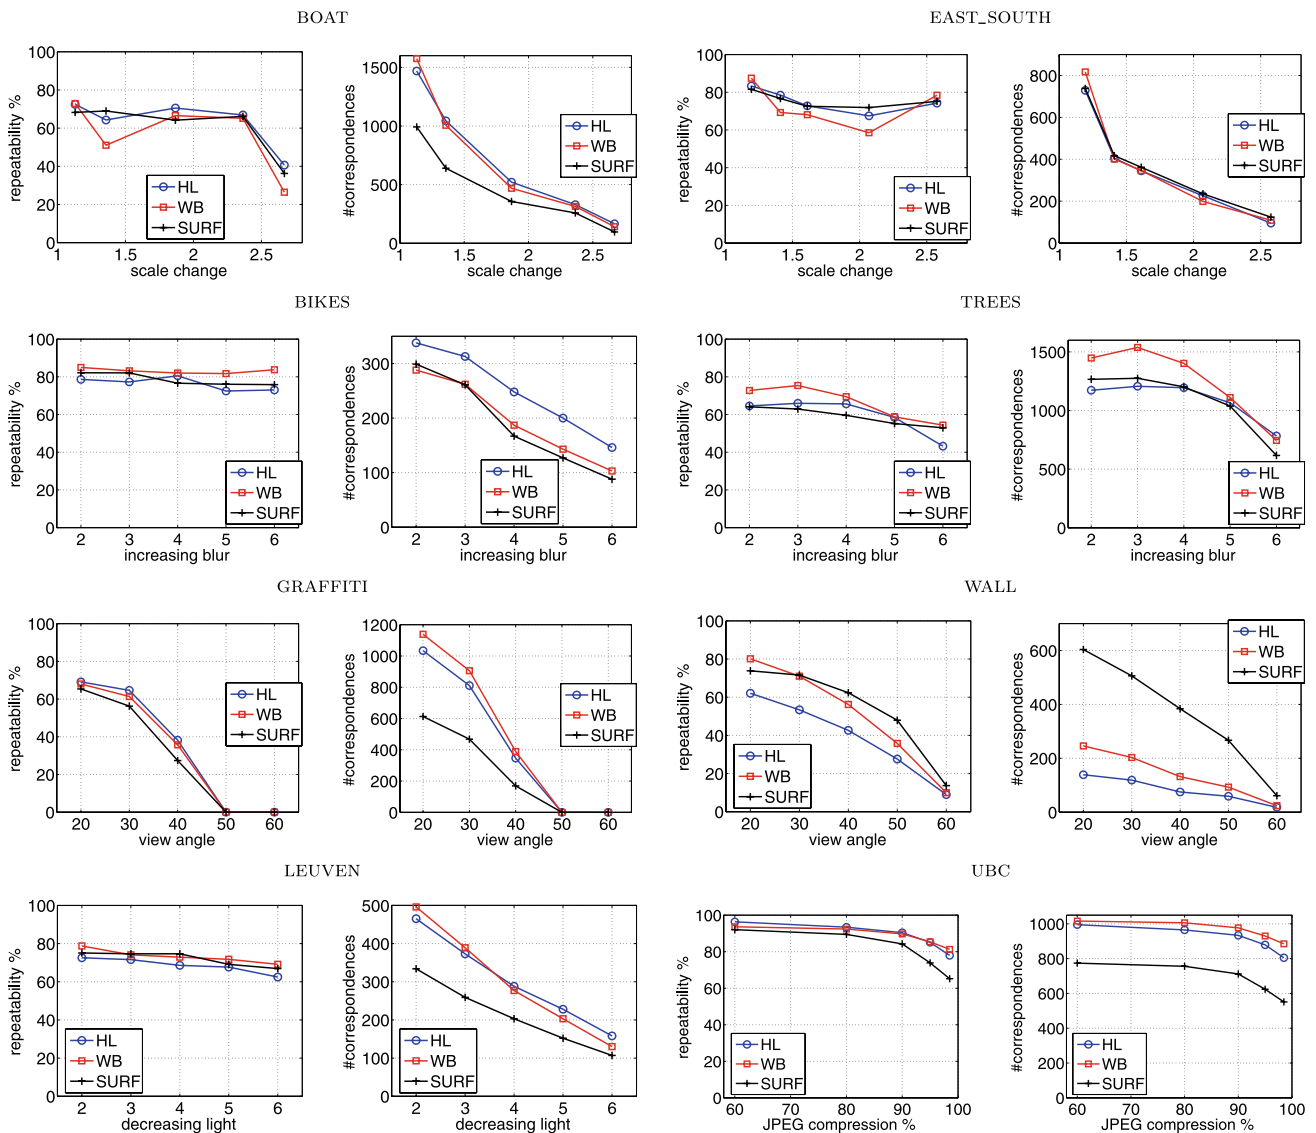 BOAT
EAST_SOUTH
100
80
60
40
20
0
1
1.5
2
2.5
repeatability %
scale change
HL
WB
SURF
1500
1000
500
0
1
1.5
2
2.5
#correspondences
scale change
HL
WB
SURF
100
80
60
40
20
0
1
1.5
2
2.5
repeatability %
scale change
HL
WB
SURF
800
600
400
200
0
1
1.5
2
2.5
#correspondences
scale change
HL
WB
SURF
BIKES
TREES
100
80
60
40
20
0
2
3
4
5
6
repeatability %
increasing blur
HL
WB
SURF
300
200
100
0
2
3
4
5
6
#correspondences
increasing blur
HL
WB
SURF
100
80
60
40
20
0
2
3
4
5
6
repeatability %
increasing blur
HL
WB
SURF
1500
1000
500
0
2
3
4
5
6
#correspondences
increasing blur
HL
WB
SURF
GRAFFITI
WALL
100
80
60
40
20
0
20
30
40
50
60
repeatability %
view angle
HL
WB
SURF
1200
1000
800
600
400
200
0
20
30
40
50
60
#correspondences
view angle
HL
WB
SURF
100
80
60
40
20
0
20
30
40
50
60
repeatability %
view angle
HL
WB
SURF
600
400
200
0
20
30
40
50
60
#correspondences
view angle
HL
WB
SURF
LEUVEN
UBC
100
80
60
40
20
0
2
3
4
5
6
repeatability %
decreasing light
HL
WB
SURF
500
400
300
200
100
0
2
3
4
5
6
#correspondences
decreasing light
HL
WB
SURF
100
80
60
40
20
0
60
70
80
90
100
repeatability %
JPEG compression %
HL
WB
SURF
1000
800
600
400
200
0
60
70
80
90
100
#correspondences
JPEG compression %
HL
WB
SURF